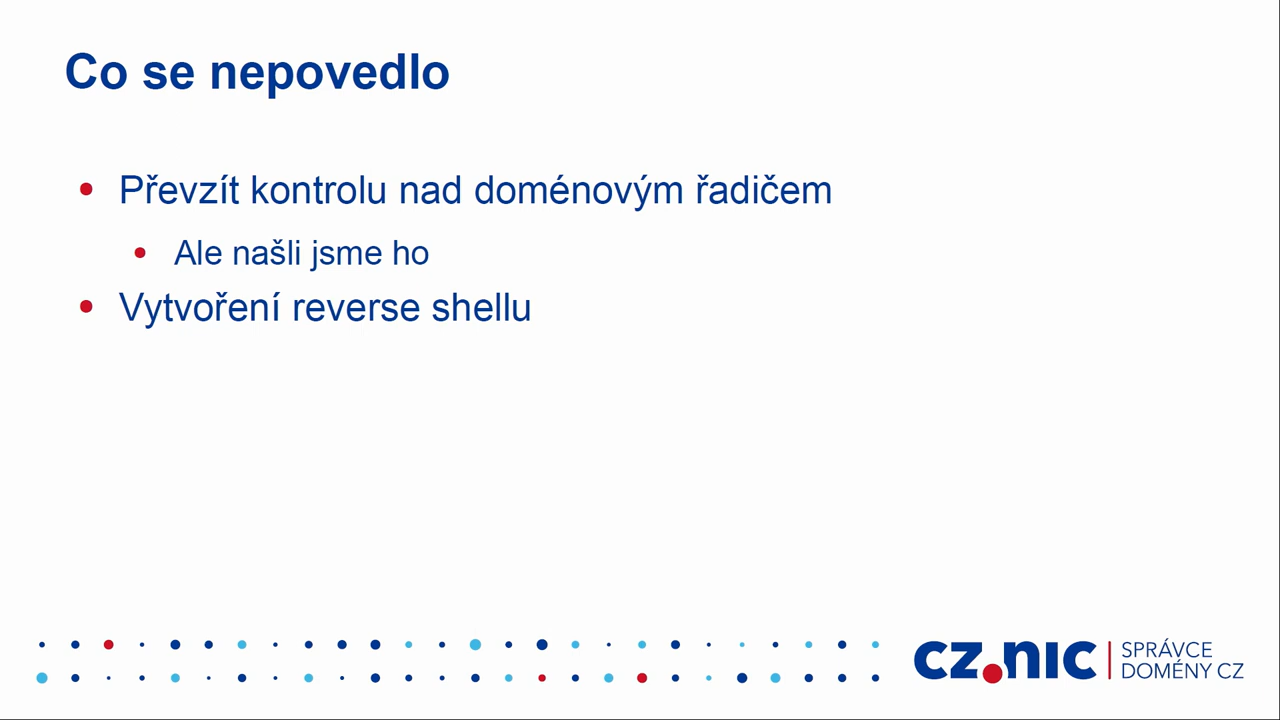 Co se nepovedlo
Převzít kontrolu nad doménovým řadičem
Ale našli jsme ho
Vytvoření reverse shellu
CZ.NIC
SPRÁVCE
DOMÉNY CZ